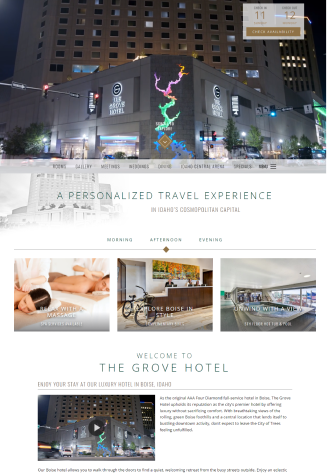 11 12
CHECK AVAILABILITY
THE GROVE HOTEL
THE GROVE HOTEL
ROOMS GALLERY MEETINGS WEDDINGS DINING IDAHO CENTRAL ARENA SPECIALS MORE
A PERSONALIZED TRAVEL EXPERIENCE
IN IDAHO'S COSMOPOLITAN CAPITAL
MORNING AFTERNOON EVENING
RELAX WITH A MASSAGE
EXPLORE BOISE IN STYLE
UNWIND WITH A VIEW
WELCOME TO
THE GROVE HOTEL
ENJOY YOUR STAY AT OUR LUXURY HOTEL IN BOISE, IDAHO
As the original AAA Four Diamond full-service hotel in Boise, The Grove
Hotel upholds its reputation as the city's premier hotel by offering
luxury without sacrificing comfort. With breathtaking views of the
rolling, green Boise foothills and a central location that lends itself to
building downtown activity, don't expect to leave the City of Trees
feeling unfulfilled.
Our Boise hotel allows you to walk through the doors to find a quiet, welcoming retreat from the busy streets outside. Enjoy an eclectic